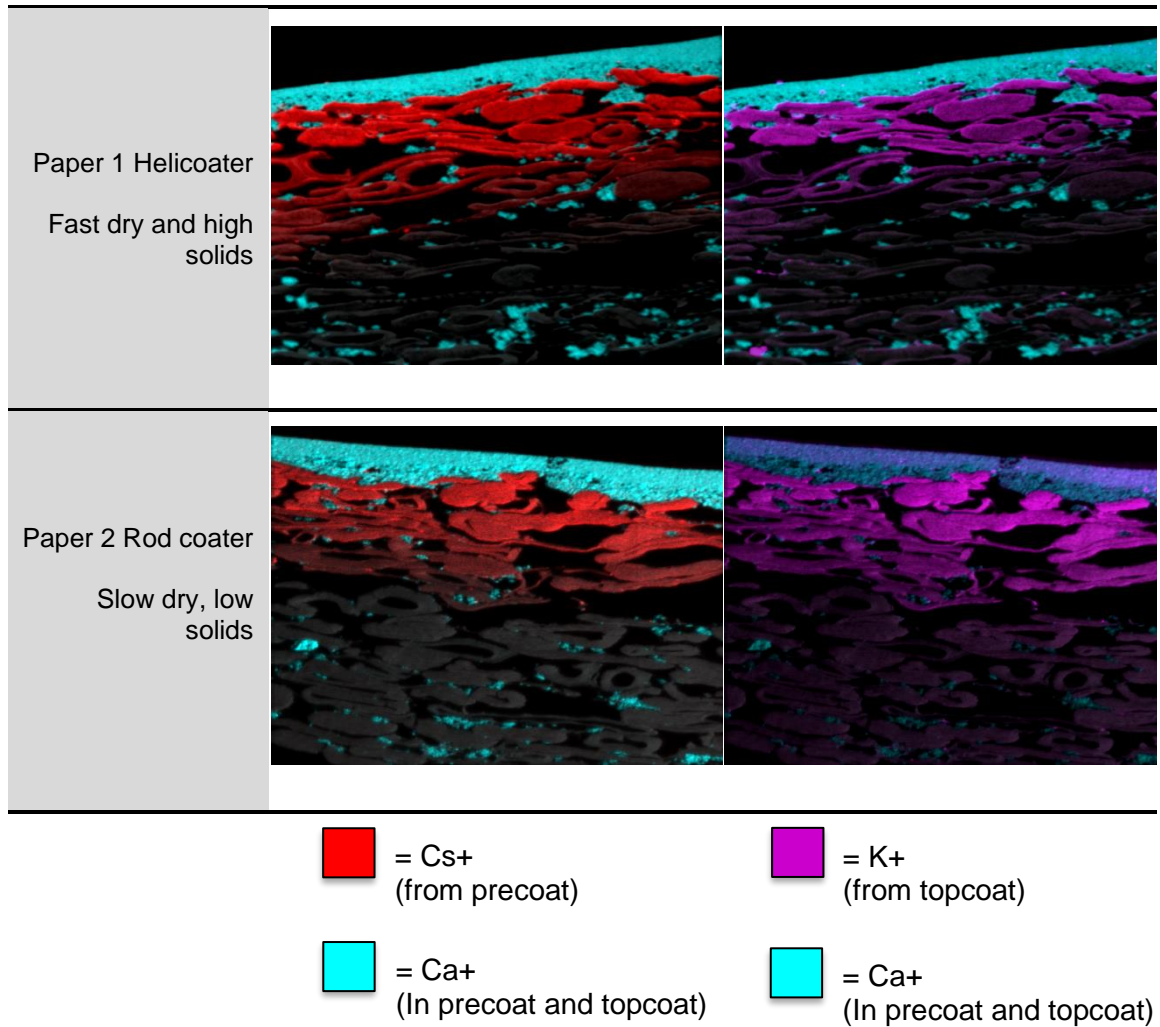 Paper 1 Helicoater
Fast dry and high
solids
Paper 2 Rod coater
Slow dry, low
solids
= Cs+
(from precoat)
= K+
(from topcoat)
= Ca+
(In precoat and topcoat)
= Ca+
(In precoat and topcoat)